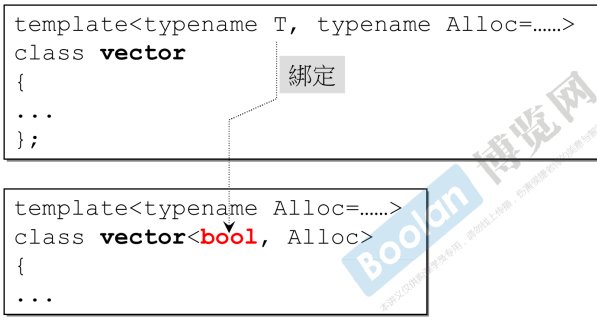 template<typename T, typename Alloc=……>
class vector
{
綁定
...
};
template<typename Alloc=……>
class vector<bool, Alloc>
{
...
Boolan 博览网